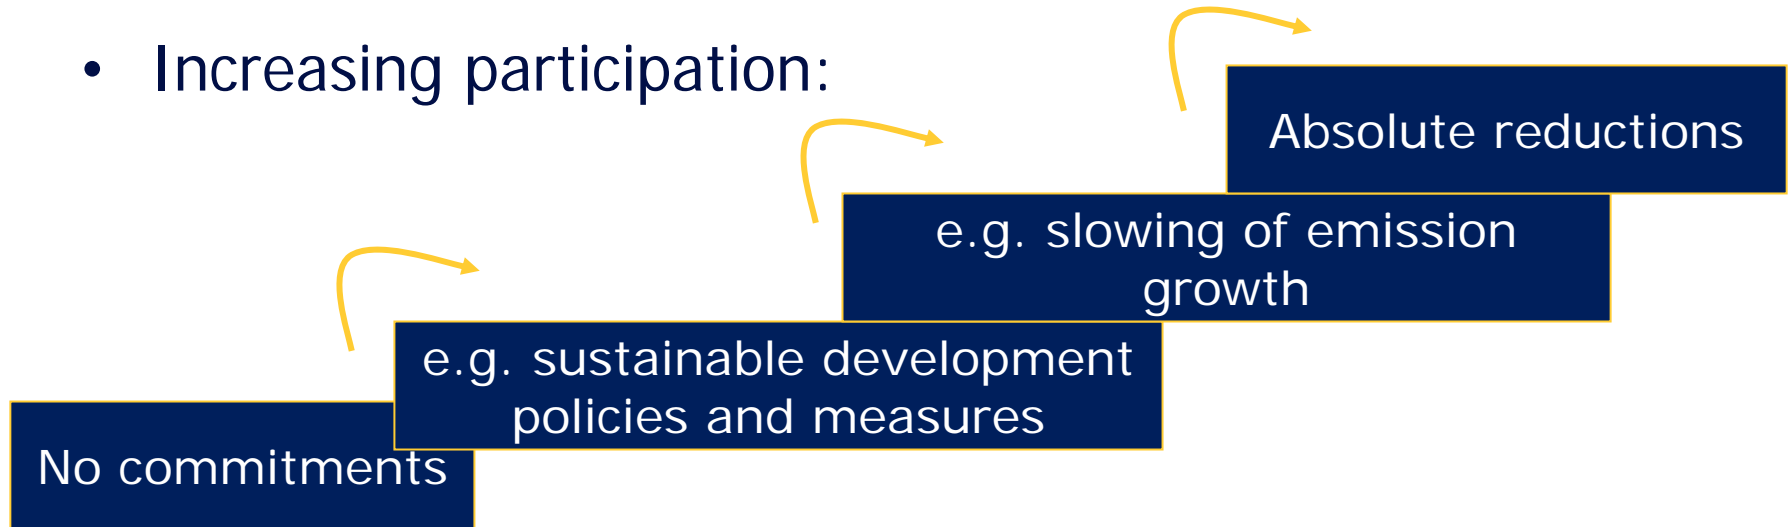 • Increasing participation:
Absolute reductions
e.g. slowing of emission
growth
e.g. sustainable development
policies and measures
No commitments